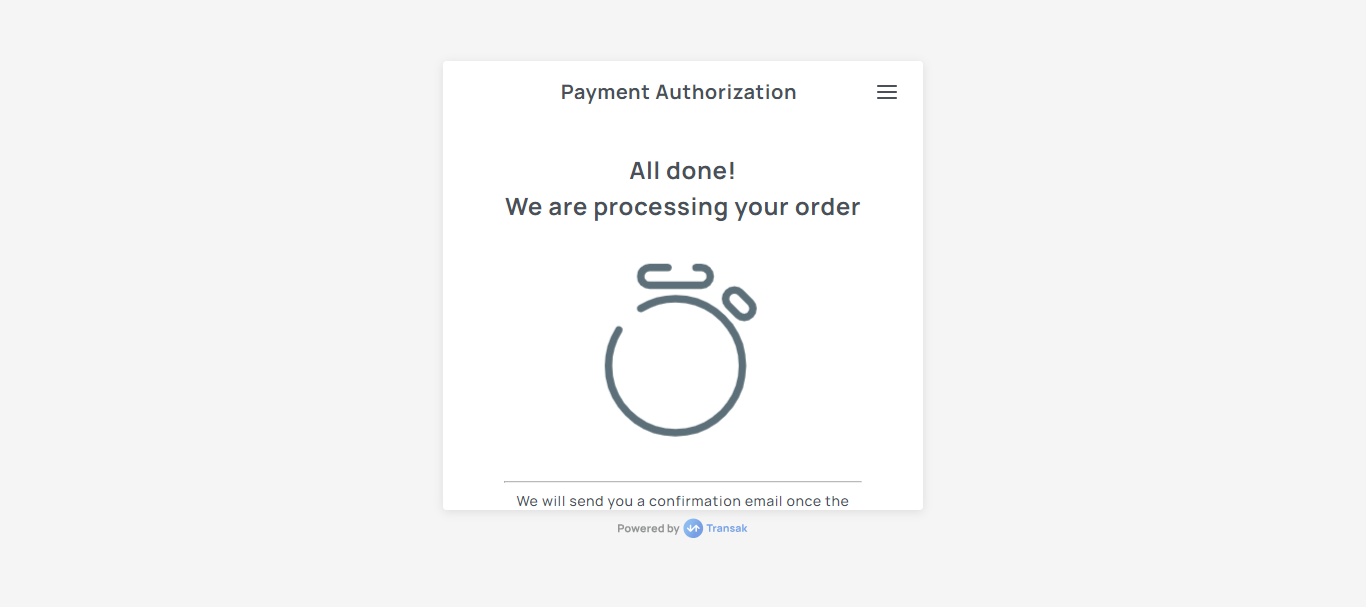 Payment Authorization
All done!
We are processing your order
We will send you a confirmation email once the
Powered by Transak